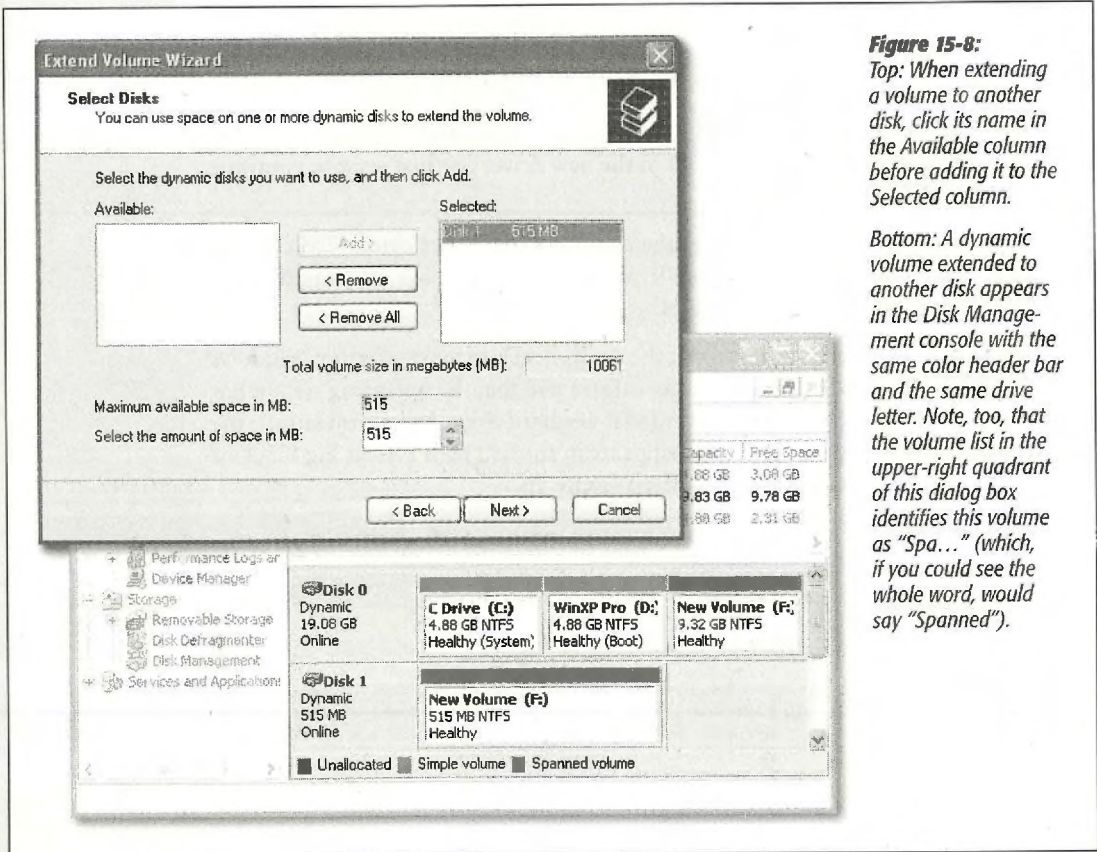 Extend Volume Wizard
Select Disks
You can use space on one or more dynamic disks to extend the volume.
Select the dynamic disks you want to use, and then click Add.
Available:
Selected:
Add >
Disk 1 515 MB
< Remove
< Remove All
Total volume size in megabytes (MB): 10061
Maximum available space in MB: 515
Select the amount of space in MB: 515
< Back
Next >
Cancel
Free Space
3.08 GB
9.83 GB 9.78 GB
2.31 GB
Performance Logs ar
Device Manager
Storage
Removable Storage
Disk Defragmenter
Disk Management
Services and Applications
Disk 0
Dynamic
19.08 GB
Online
C Drive (C:)
4.88 GB NTFS
Healthy (System)
WinXP Pro (D:
4.88 GB NTFS
Healthy (Boot)
New Volume (F:
9.32 GB NTFS
Healthy
Disk 1
Dynamic
515 MB
Online
New Volume (F:)
515 MB NTFS
Healthy
Unallocated Simple volume Spanned volume
Figure 15-8:
Top: When extending
a volume to another
disk, click its name in
the Available column
before adding it to the
Selected column.
Bottom: A dynamic
volume extended to
another disk appears
in the Disk Manage-
ment console with the
same color header bar
and the same drive
letter. Note, too, that
the volume list in the
upper-right quadrant
of this dialog box
identifies this volume
as "Spa..." (which,
if you could see the
whole word, would
say "Spanned").